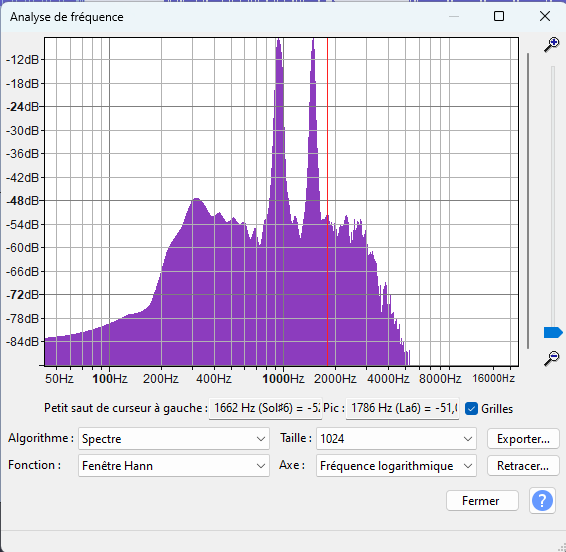 Analyse de fréquence
-12dB
-18dB
-24dB
-30dB
-36dB
-42dB
-48dB
-54dB
-60dB
-66dB
-72dB
-78dB
-84dB
50Hz 100Hz 200Hz 400Hz 1000Hz 2000Hz 4000Hz 8000Hz 16000Hz
Petit saut de curseur à gauche : 1662 Hz (Sol#6) = -52 Pic : 1786 Hz (La6) = -51,0 Grilles
Algorithme : Spectre Taille : 1024 Exporter...
Fonction : Fenêtre Hann Axe : Fréquence logarithmique Retracer...
Fermer ?